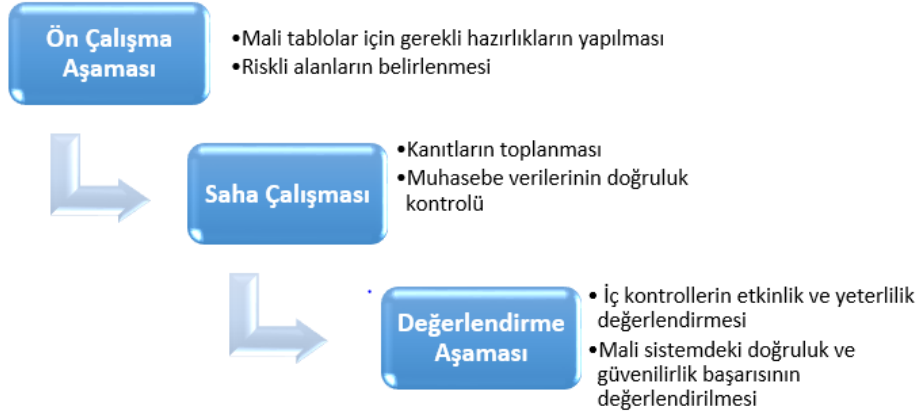 Ön Çalışma
Aşaması
•Mali tablolar için gerekli hazırlıkların yapılması
•Riskli alanların belirlenmesi
Saha Çalışması
•Kanıtların toplanması
•Muhasebe verilerinin doğruluk
kontrolü
Değerlendirme
Aşaması
• İç kontrollerin etkinlik ve yeterlilik
değerlendirmesi
•Mali sistemdeki doğruluk ve
güvenilirlik başarısının
değerlendirilmesi